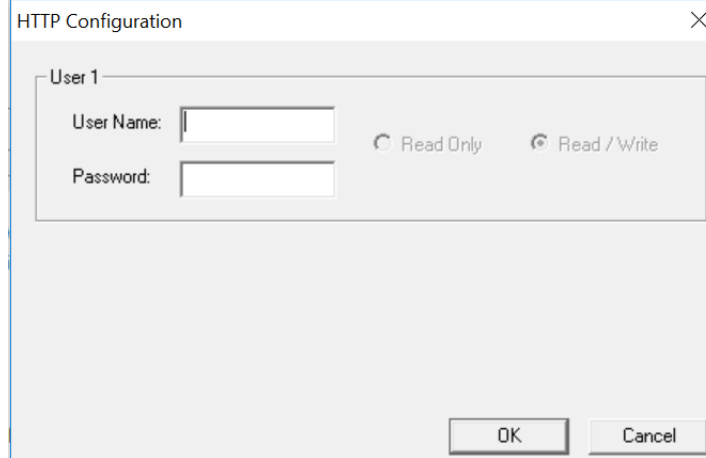 HTTP Configuration
User 1
User Name:
Read Only Read / Write
Password:
OK Cancel